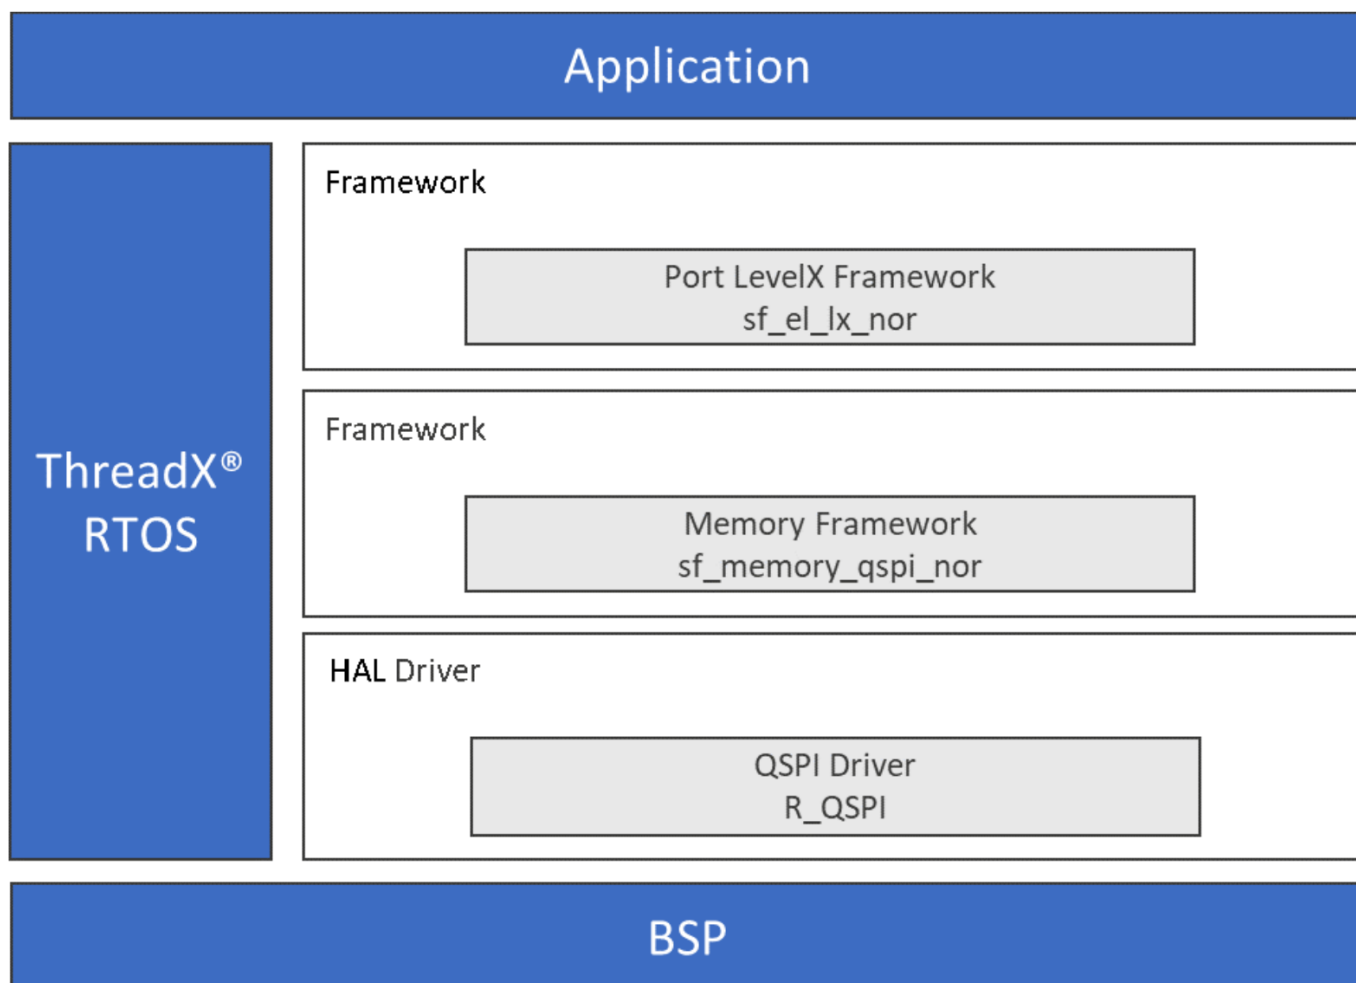 Application
ThreadX®
RTOS
Framework
Port LevelX Framework
sf_el_lx_nor
Framework
Memory Framework
sf_memory_qspi_nor
HAL Driver
QSPI Driver
R_QSPI
BSP